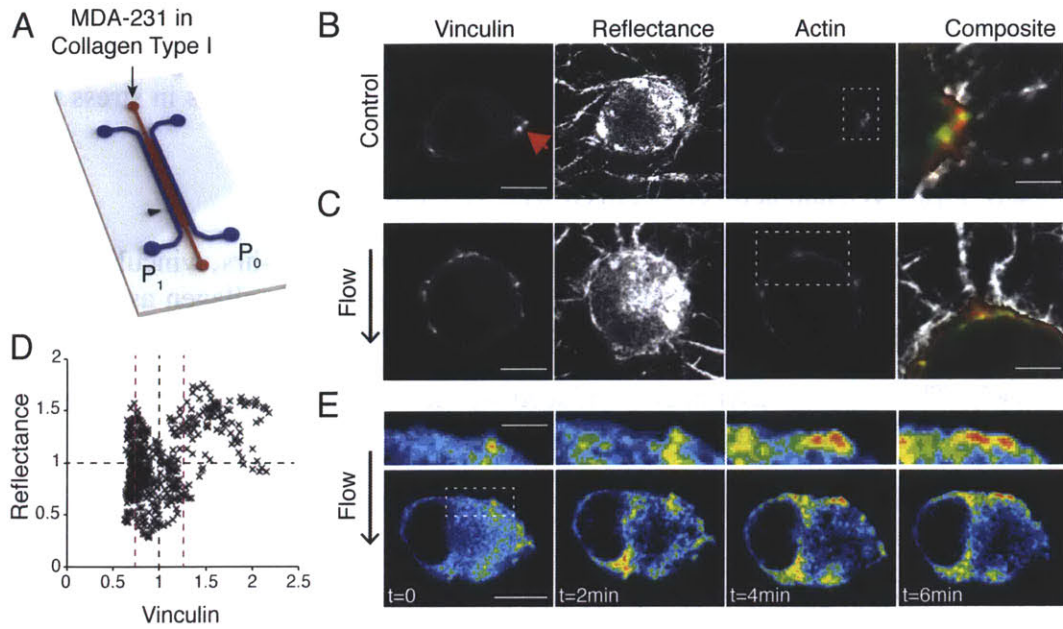 A
MDA-231 in
Collagen Type I
P1
P0
B
Vinculin
Reflectance
Actin
Composite
Control
C
Flow
D
Reflectance
2
1.5
1
0.5
0
0
0.5
1
1.5
2
2.5
Vinculin
E
Flow
t=0
t=2min
t=4min
t=6min